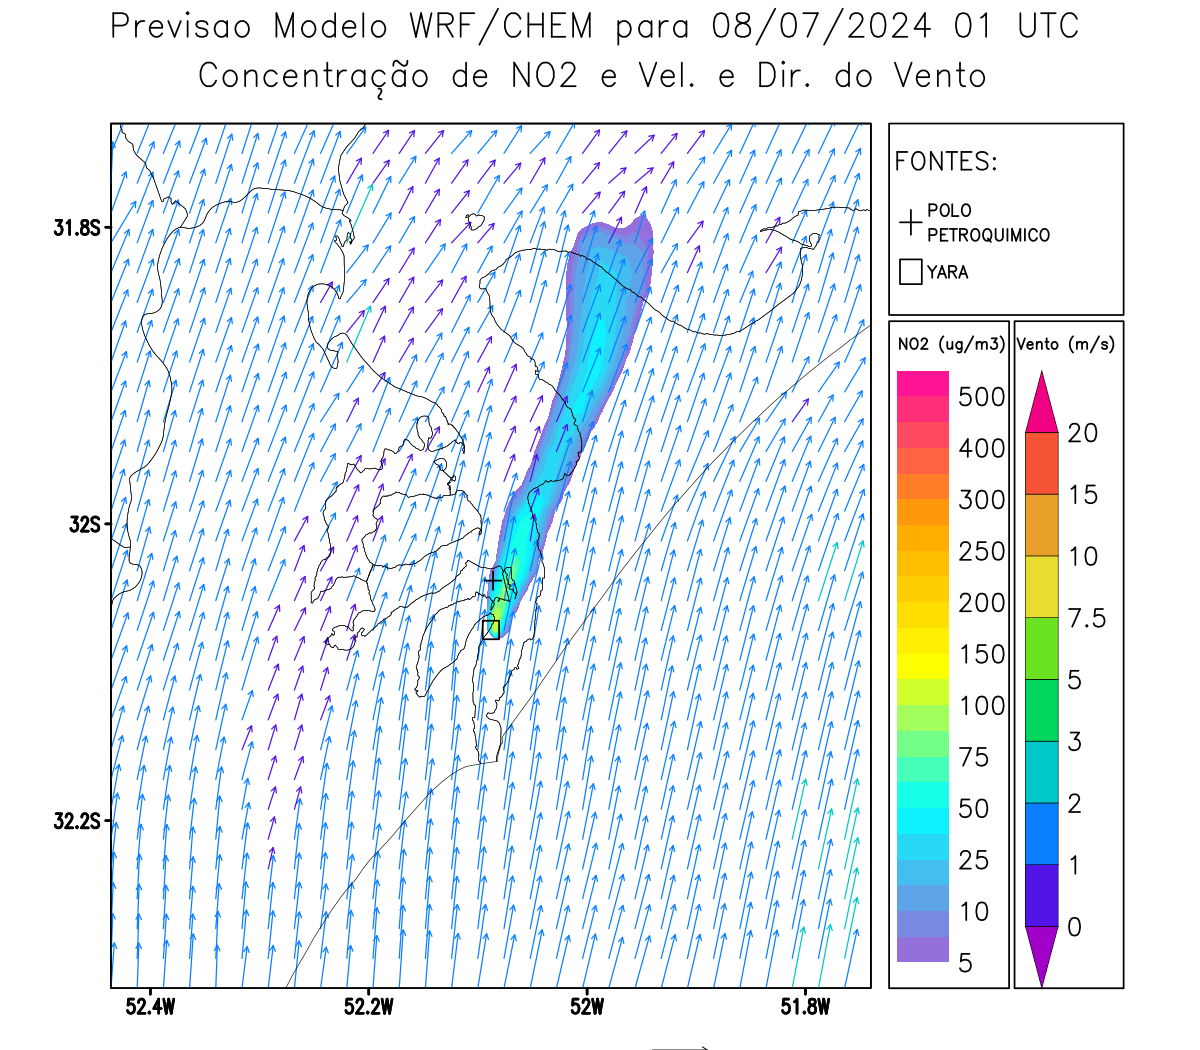 Previsao Modelo WRF/CHEM para 08/07/2024 01 UTC
Concentração de NO2 e Vel. e Dir. do Vento
FONTES:
POLO
PETROQUIMICO
YARA
31.8S
32S
32.2S
52.4W
52.2W
52W
51.8W
NO2 (ug/m3)
500
400
300
250
200
150
100
75
50
25
10
5
Vento (m/s)
20
15
10
7.5
5
3
2
1
0